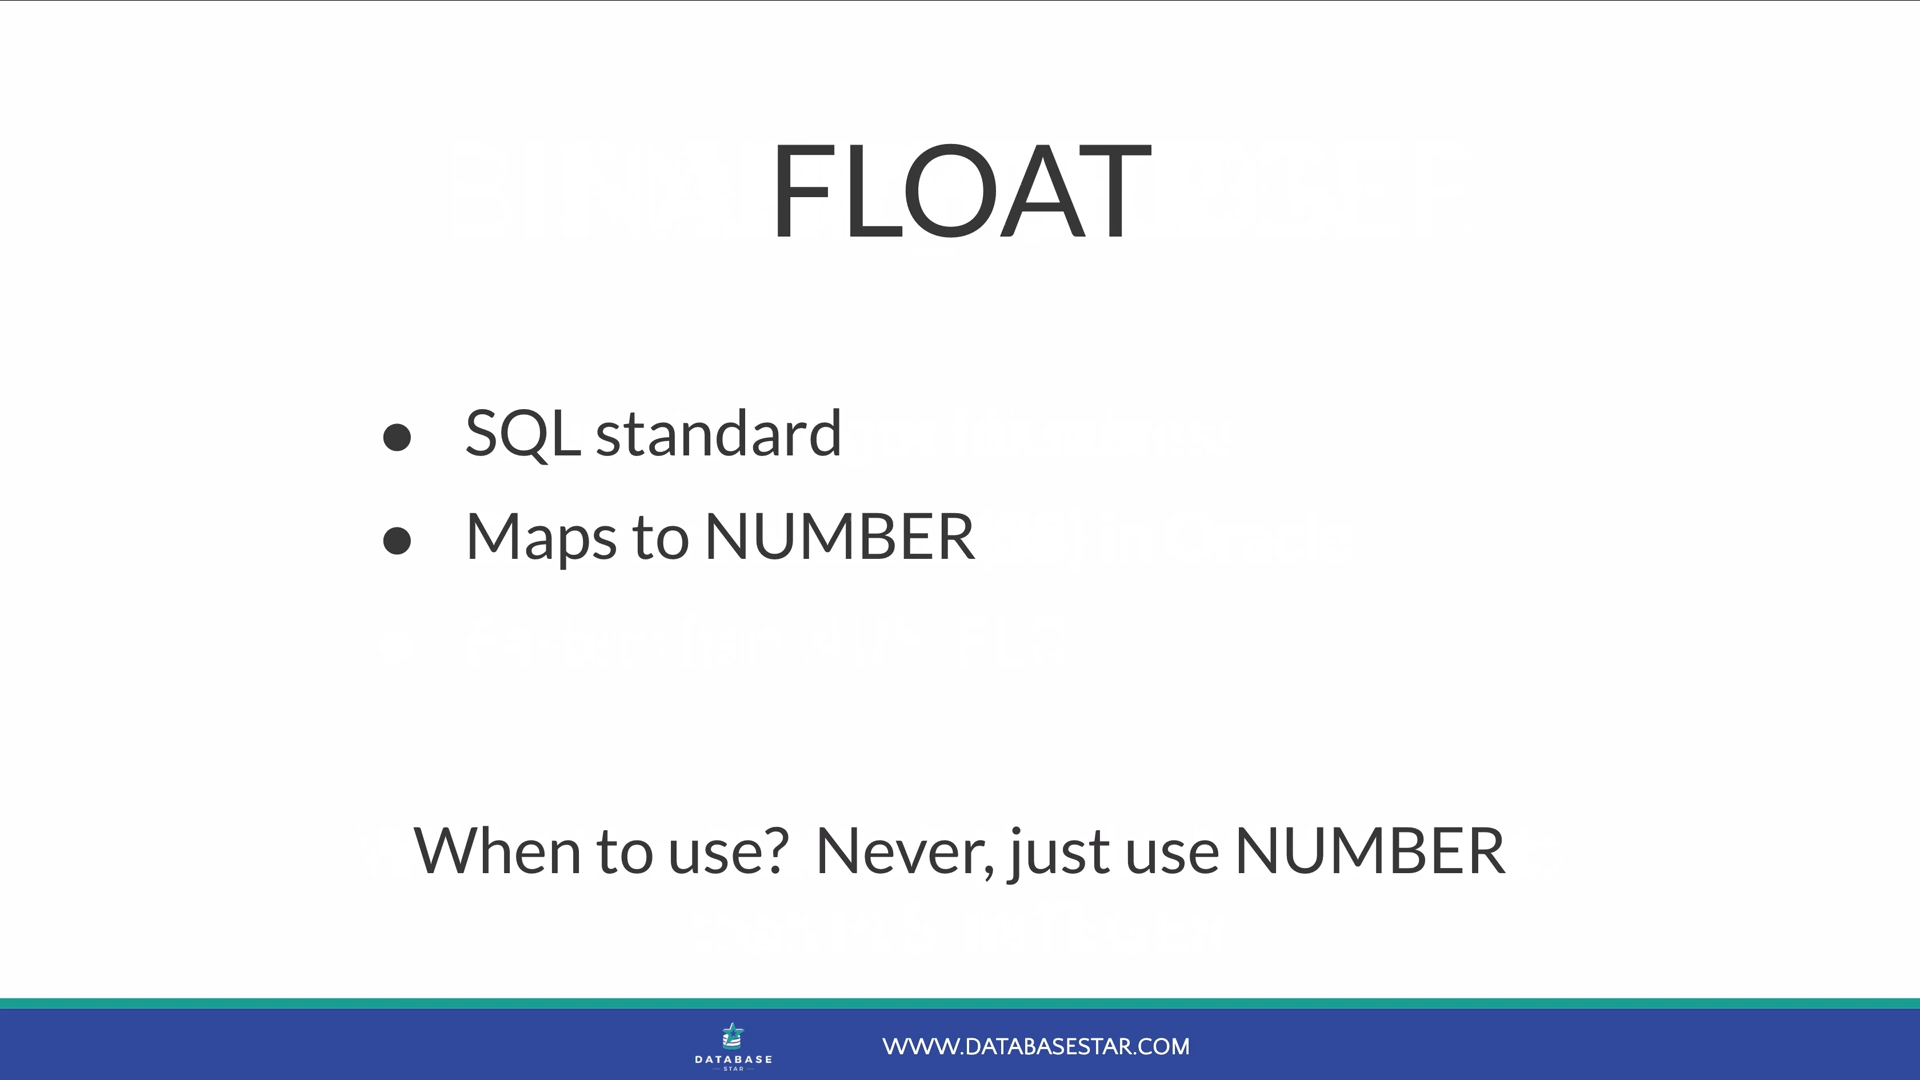 FLOAT
● SQL standard
● Maps to NUMBER
When to use? Never, just use NUMBER
DATABASE
STAR
WWW.DATABASESTAR.COM